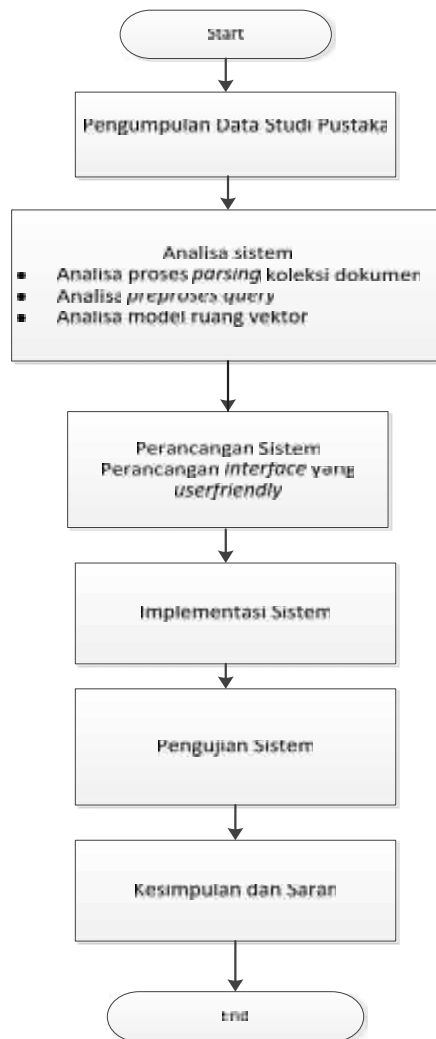 Start
Pengumpulan Data Studi Pustaka
Analisa sistem
▪ Analisa proses parsing koleksi dokumen
▪ Analisa preproses query
▪ Analisa model ruang vektor
Perancangan Sistem
Perancangan interface yang
userfriendly
Implementasi Sistem
Pengujian Sistem
Kesimpulan dan Saran
End